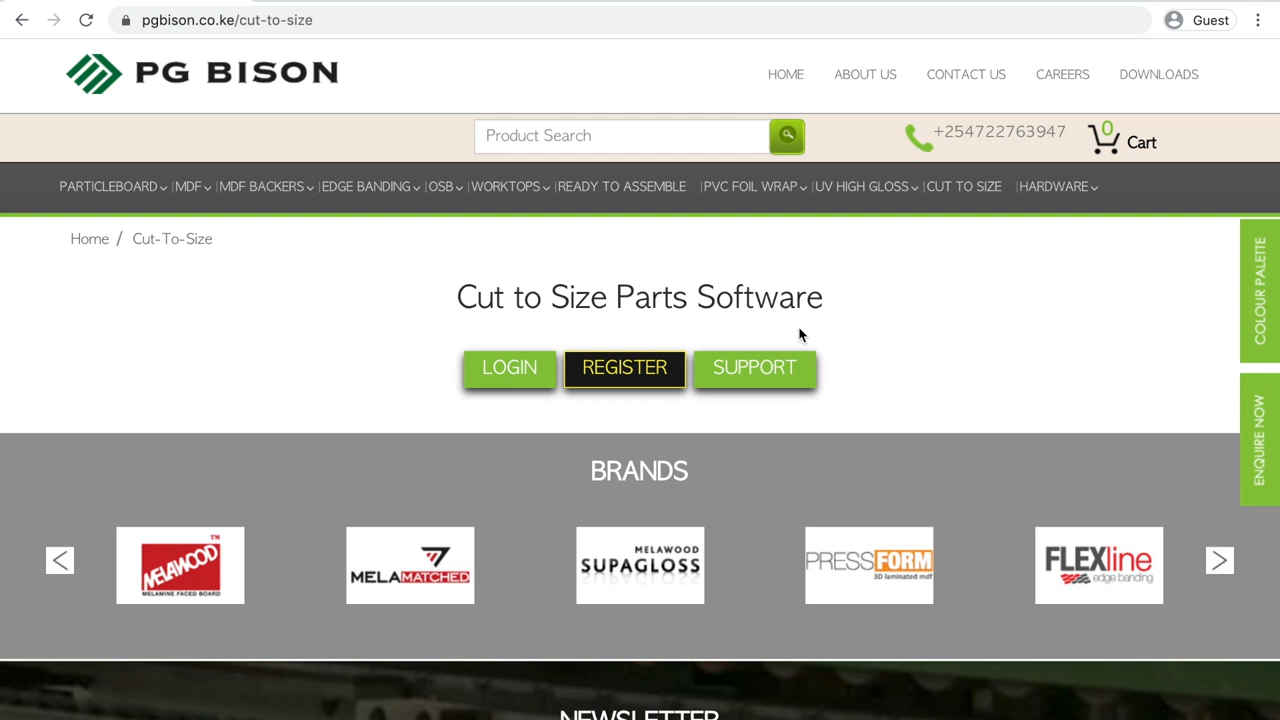 pgbison.co.ke/cut-to-size
Guest
PG BISON
HOME ABOUT US CONTACT US CAREERS DOWNLOADS
Product Search
+254722763947
0
Cart
PARTICLEBOARD |MDF |MDF BACKERS |EDGE BANDING |OSB |WORKTOPS |READY TO ASSEMBLE |PVC FOIL WRAP |UV HIGH GLOSS |CUT TO SIZE |HARDWARE
Home / Cut-To-Size
COLOUR PALETTE
Cut to Size Parts Software
LOGIN REGISTER SUPPORT
ENQUIRE NOW
BRANDS
MELAWOOD™
MELAMINE FACED BOARD
MELAMATCHED
MELAWOOD
SUPAGLOSS
PRESSFORM
3D laminated mdf
FLEXline
edge banding
NEWSLETTER